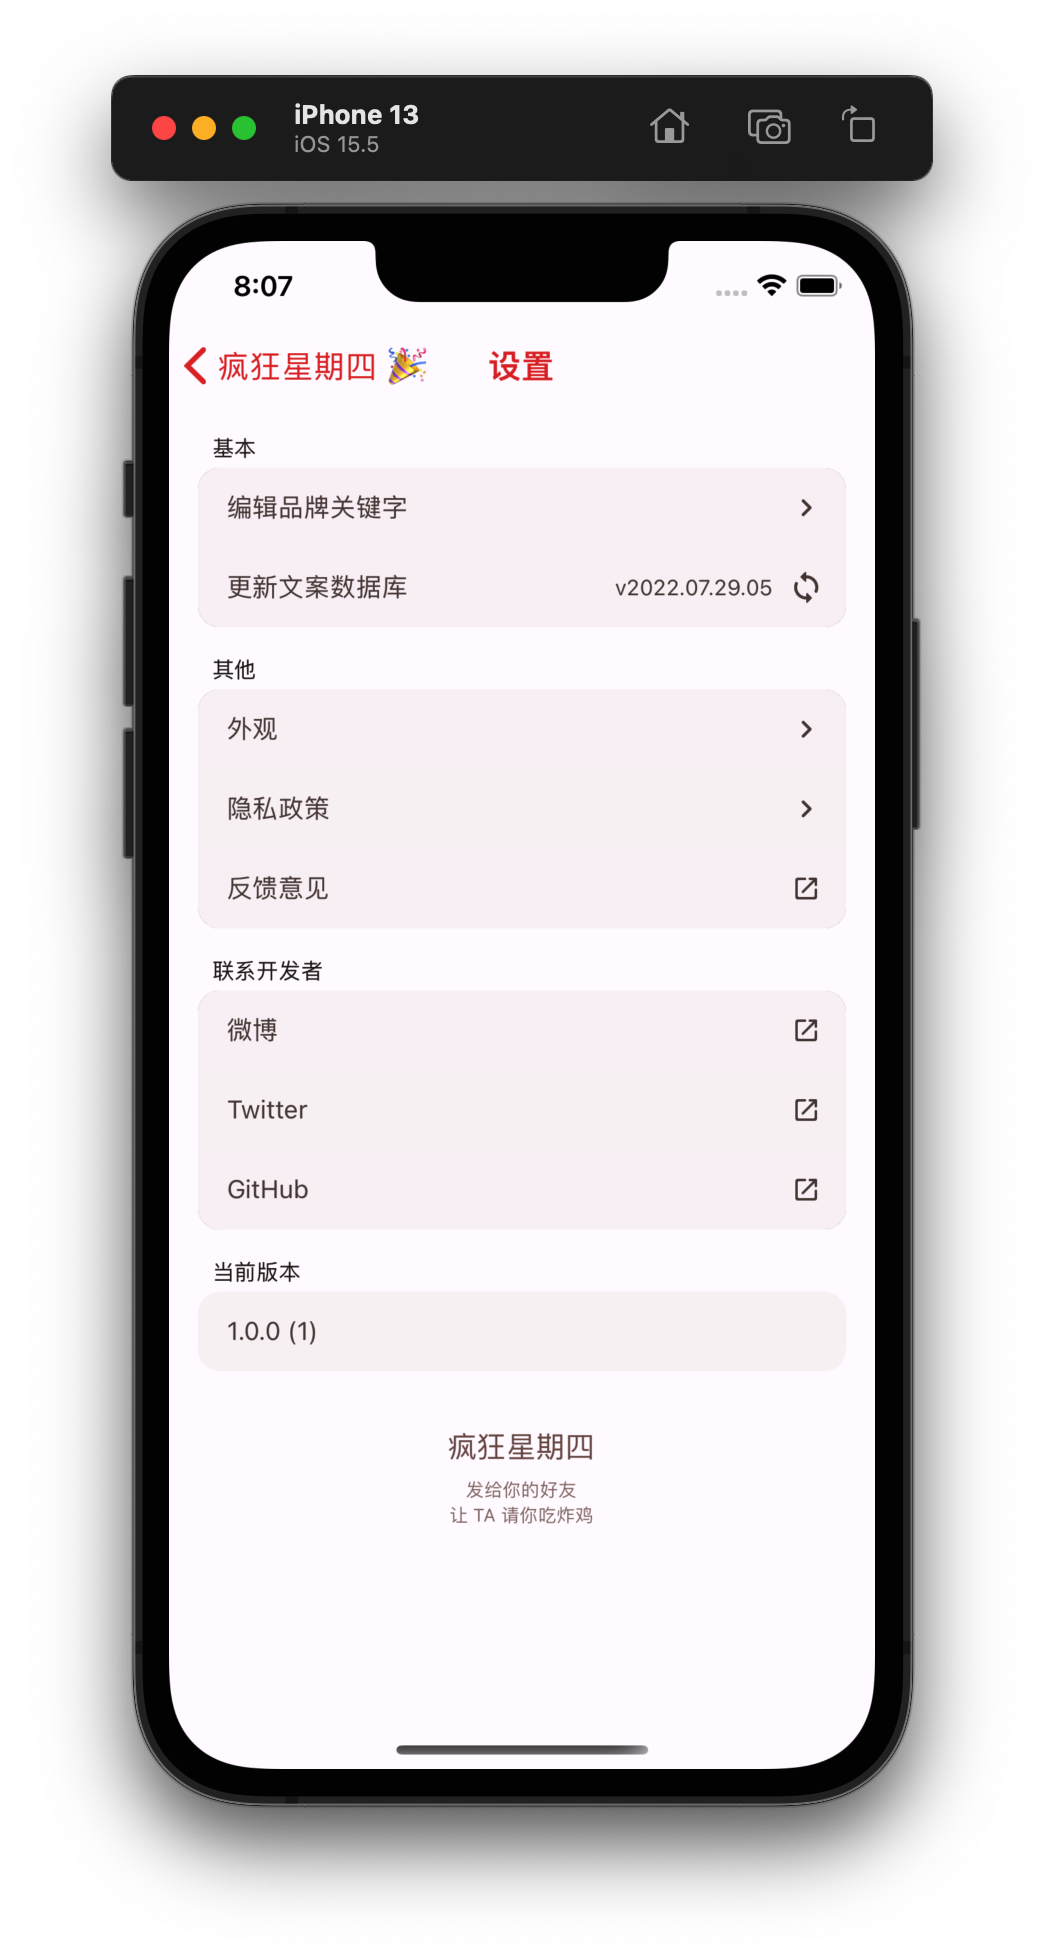 iPhone 13
iOS 15.5
8:07
疯狂星期四 🎉 设置
基本
编辑品牌关键字
更新文案数据库 v2022.07.29.05
其他
外观
隐私政策
反馈意见
联系开发者
微博
Twitter
GitHub
当前版本
1.0.0 (1)
疯狂星期四
发给你的好友
让 TA 请你吃炸鸡